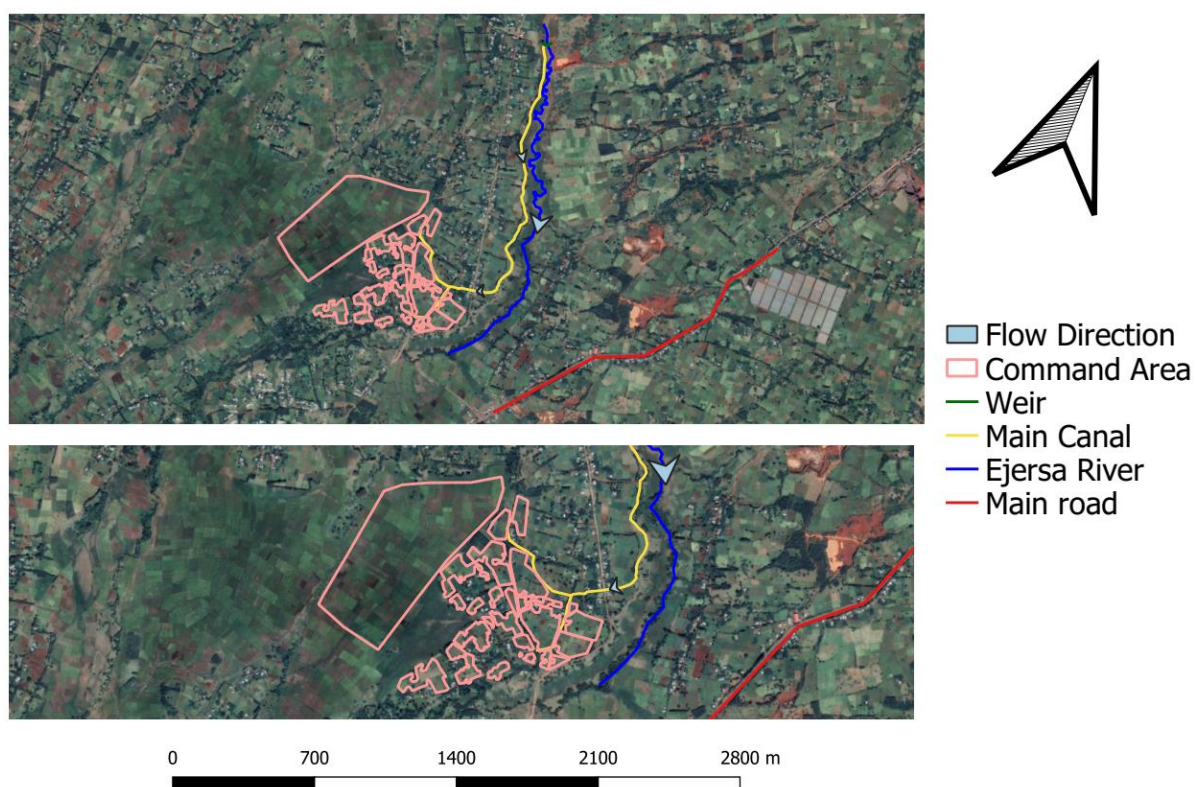 Flow Direction
Command Area
Weir
Main Canal
Ejersa River
Main road
0 700 1400 2100 2800 m